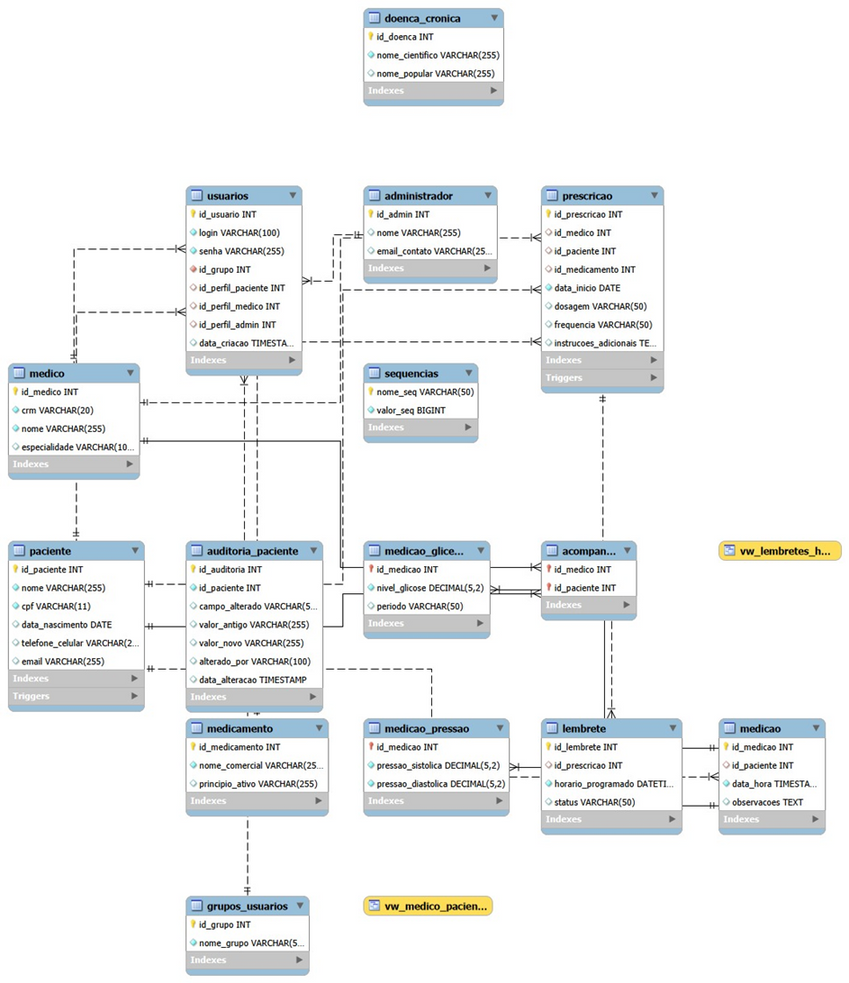 doenca_cronica
id_doenca INT
nome_cientifico VARCHAR(255)
nome_popular VARCHAR(255)
Indexes
usuarios
id_usuario INT
login VARCHAR(100)
senha VARCHAR(255)
id_grupo INT
id_perfil_paciente INT
id_perfil_medico INT
id_perfil_admin INT
data_criacao TIMESTA...
Indexes
administrador
id_admin INT
nome VARCHAR(255)
email_contato VARCHAR(25...
Indexes
prescricao
id_prescricao INT
id_medico INT
id_paciente INT
id_medicamento INT
data_inicio DATE
dosagem VARCHAR(50)
frequencia VARCHAR(50)
instrucoes_adicionais TE...
Indexes
Triggers
medico
id_medico INT
crm VARCHAR(20)
nome VARCHAR(255)
especialidade VARCHAR(10...
Indexes
sequencias
nome_seq VARCHAR(50)
valor_seq BIGINT
Indexes
paciente
id_paciente INT
nome VARCHAR(255)
cpf VARCHAR(11)
data_nascimento DATE
telefone_celular VARCHAR(2...
email VARCHAR(255)
Indexes
Triggers
auditoria_paciente
id_auditoria INT
id_paciente INT
campo_alterado VARCHAR(5...
valor_antigo VARCHAR(255)
valor_novo VARCHAR(255)
alterado_por VARCHAR(100)
data_alteracao TIMESTAMP
medicao_glice...
id_medicao INT
nivel_glicose DECIMAL(5,2)
periodo VARCHAR(50)
Indexes
acompan...
id_medico INT
id_paciente INT
Indexes
vw_lembretes_h...
medicamento
id_medicamento INT
nome_comercial VARCHAR(25...
principio_ativo VARCHAR(255)
Indexes
medicao_pressao
id_medicao INT
pressao_sistolica DECIMAL(5,2)
pressao_diastolica DECIMAL(5,2)
Indexes
lembrete
id_lembrete INT
id_prescricao INT
horario_programado DATETI...
status VARCHAR(50)
Indexes
medicao
id_medicao INT
id_paciente INT
data_hora TIMESTA...
observacoes TEXT
Indexes
grupos_usuarios
id_grupo INT
nome_grupo VARCHAR(5...
Indexes
vw_medico_pacien...